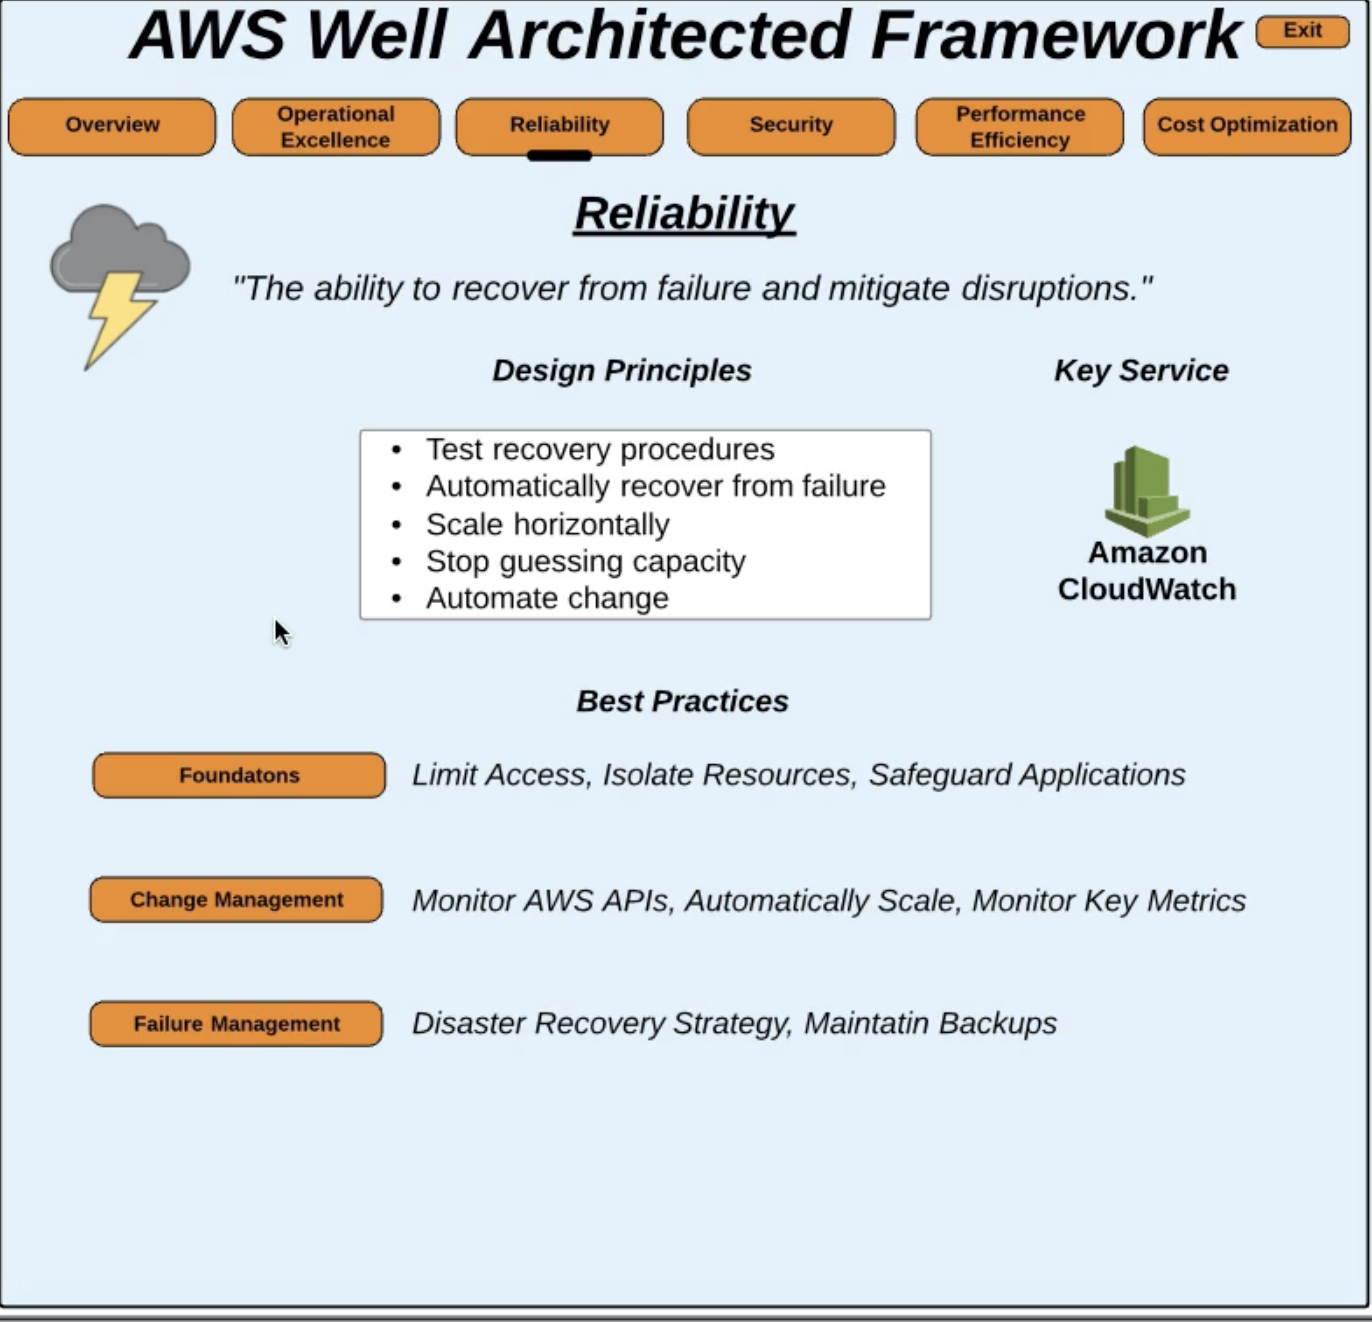 AWS Well Architected Framework
Exit
Overview
Operational
Excellence
Reliability
Security
Performance
Efficiency
Cost Optimization
Reliability
"The ability to recover from failure and mitigate disruptions."
Design Principles
Key Service
• Test recovery procedures
• Automatically recover from failure
• Scale horizontally
• Stop guessing capacity
• Automate change
Amazon
CloudWatch
Best Practices
Foundatons
Limit Access, Isolate Resources, Safeguard Applications
Change Management
Monitor AWS APIs, Automatically Scale, Monitor Key Metrics
Failure Management
Disaster Recovery Strategy, Maintatin Backups